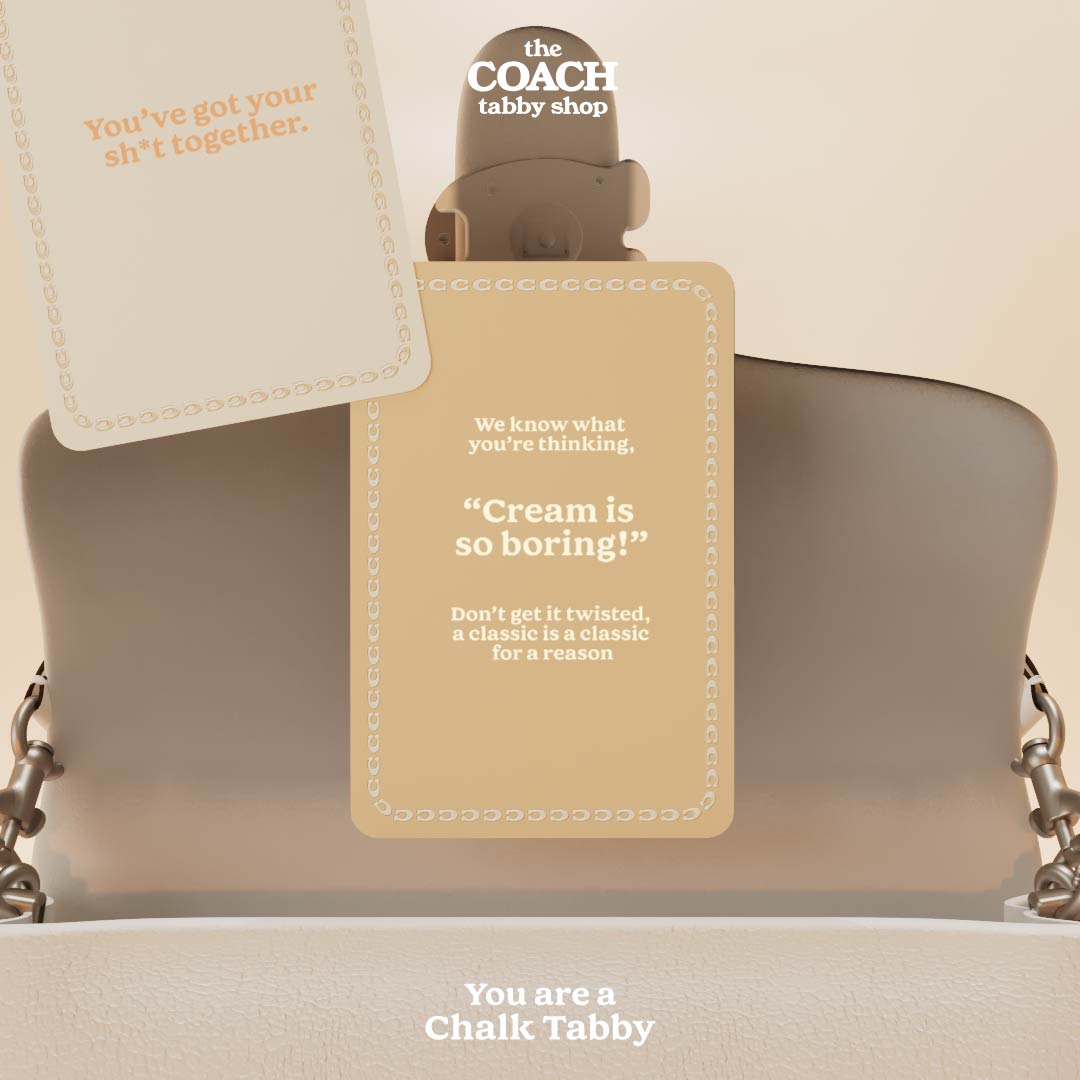 the
COACH
tabby shop
You've got your
sh*t together.
We know what
you're thinking,
"Cream is
so boring!"
Don't get it twisted,
a classic is a classic
for a reason
You are a
Chalk Tabby